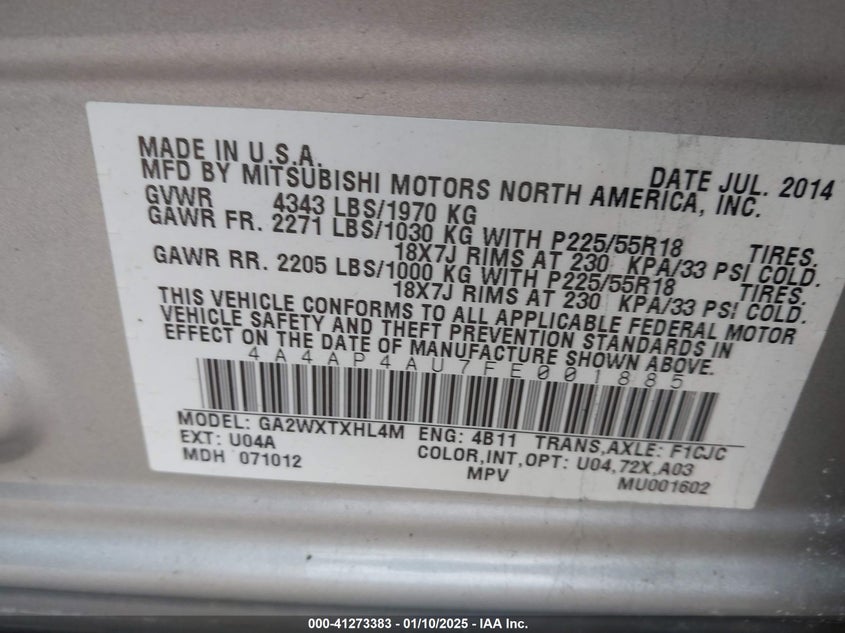 MADE IN U.S.A. DATE JUL. 2014
MFD BY MITSUBISHI MOTORS NORTH AMERICA, INC.
GVWR 4343 LBS/1970 KG
GAWR FR. 2271 LBS/1030 KG WITH P225/55R18 TIRES.
18X7J RIMS AT 230 KPA/33 PSI COLD.
GAWR RR. 2205 LBS/1000 KG WITH P225/55R18 TIRES.
18X7J RIMS AT 230 KPA/33 PSI COLD.
THIS VEHICLE CONFORMS TO ALL APPLICABLE FEDERAL MOTOR
VEHICLE SAFETY AND THEFT PREVENTION STANDARDS IN
EFFECT ON THE DATE OF MANUFACTURE SHOWN ABOVE.
4A4AP4AU7FE001885
MODEL: GA2WXTXHL4M ENG: 4B11 TRANS,AXLE: F1CJC
EXT: U04A COLOR,INT,OPT: U04,72X,A03
MDH 071012 MPV MU001602
000-41273383 - 01/10/2025 - IAA Inc.